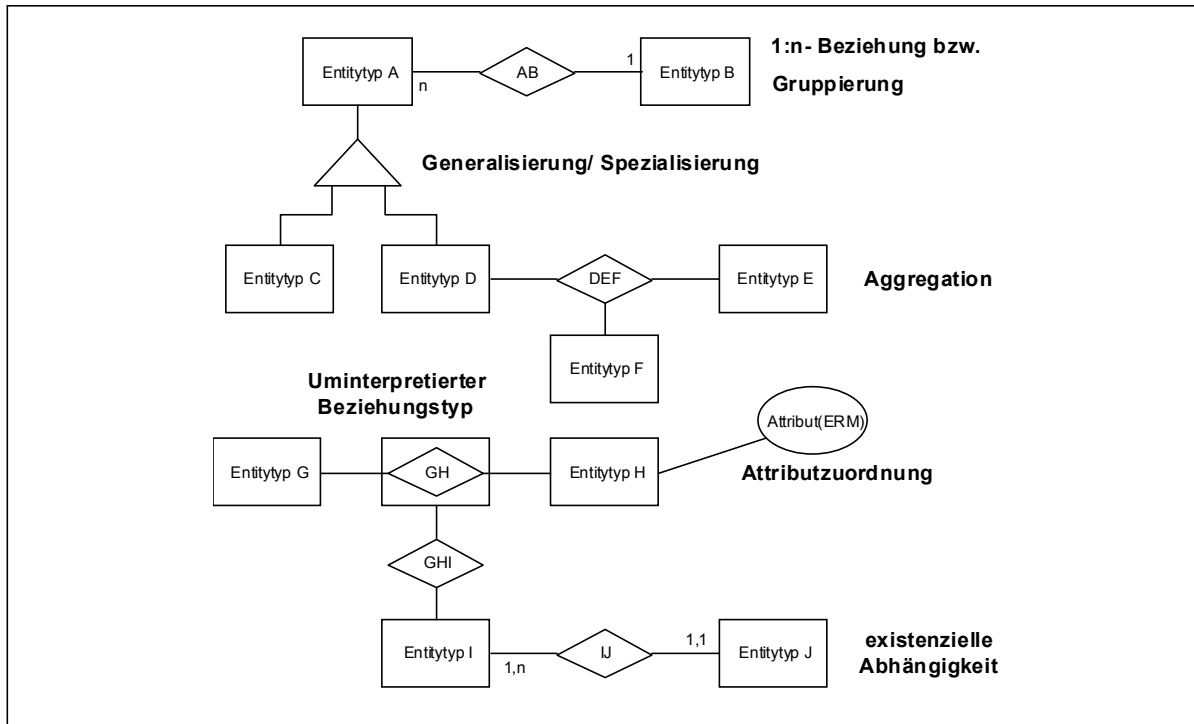 1:n- Beziehung bzw.
Gruppierung
Entitytyp A
n
AB
1
Entitytyp B
Generalisierung/ Spezialisierung
Entitytyp C
Entitytyp D
DEF
Entitytyp E
Aggregation
Entitytyp F
Uminterpretierter
Beziehungstyp
Attribut(ERM)
Entitytyp G
GH
Entitytyp H
Attributzuordnung
GHI
Entitytyp I
1,n
IJ
1,1
Entitytyp J
existenzielle
Abhängigkeit